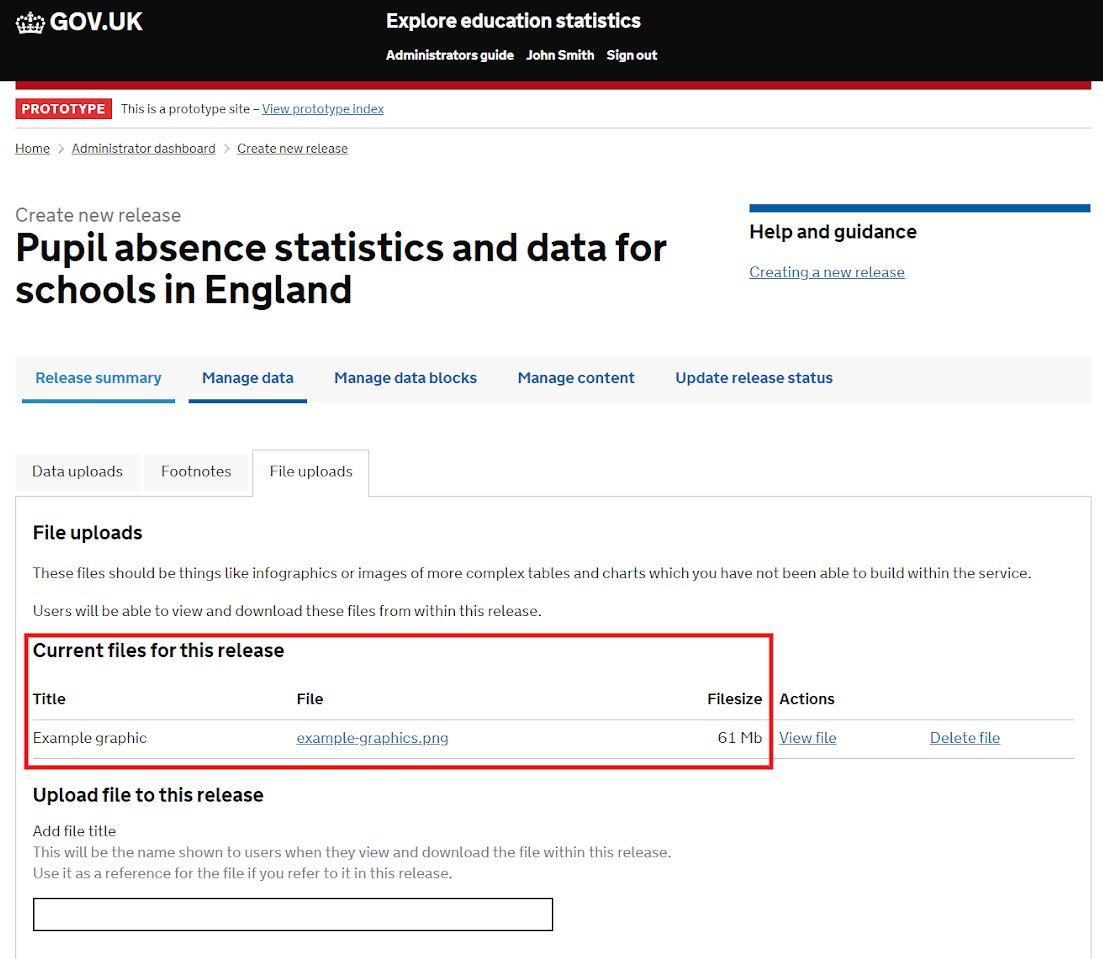 GOV.UK
Explore education statistics
Administrators guide John Smith Sign out
PROTOTYPE This is a prototype site – View prototype index
Home > Administrator dashboard > Create new release
Create new release
Pupil absence statistics and data for
schools in England
Help and guidance
Creating a new release
Release summary Manage data Manage data blocks Manage content Update release status
Data uploads Footnotes File uploads
File uploads
These files should be things like infographics or images of more complex tables and charts which you have not been able to build within the service.
Users will be able to view and download these files from within this release.
Current files for this release
Title File Filesize Actions
Example graphic example-graphics.png 61 Mb View file Delete file
Upload file to this release
Add file title
This will be the name shown to users when they view and download the file within this release.
Use it as a reference for the file if you refer to it in this release.